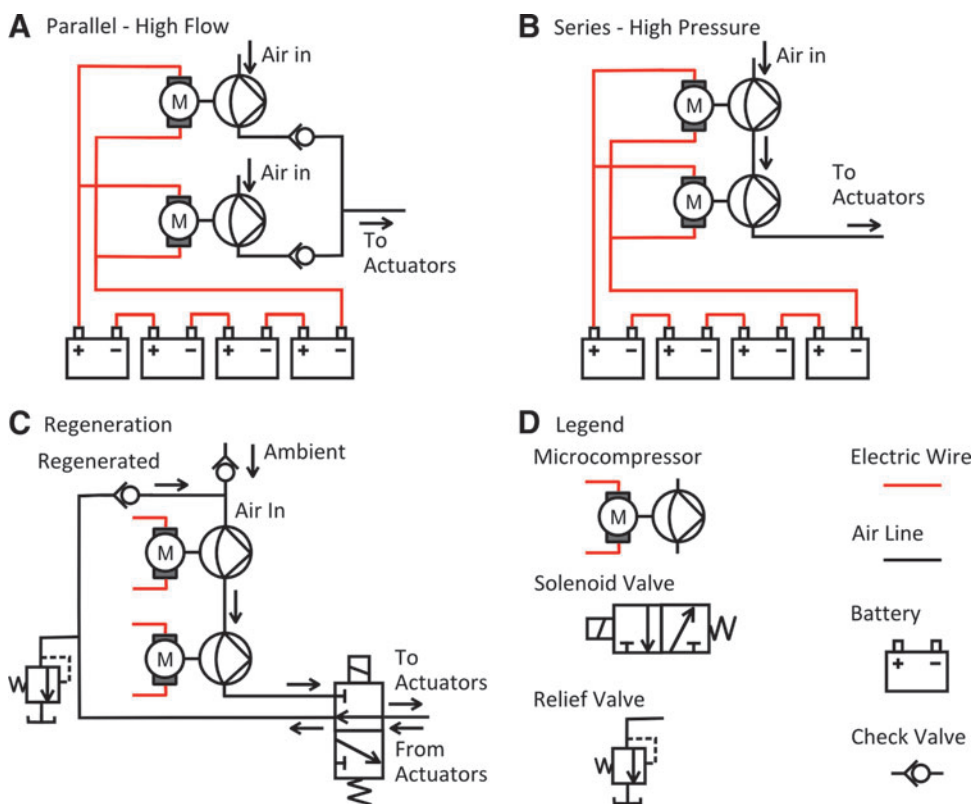 A Parallel - High Flow
Air in
M
Air in
M
To
Actuators
+ - + - + - + -
B Series - High Pressure
Air in
M
M
To
Actuators
+ - + - + - + -
C Regeneration
Regenerated
Ambient
Air In
M
M
To
Actuators
From
Actuators
D Legend
Microcompressor
M
Solenoid Valve
Relief Valve
Electric Wire
Air Line
Battery
+ -
Check Valve